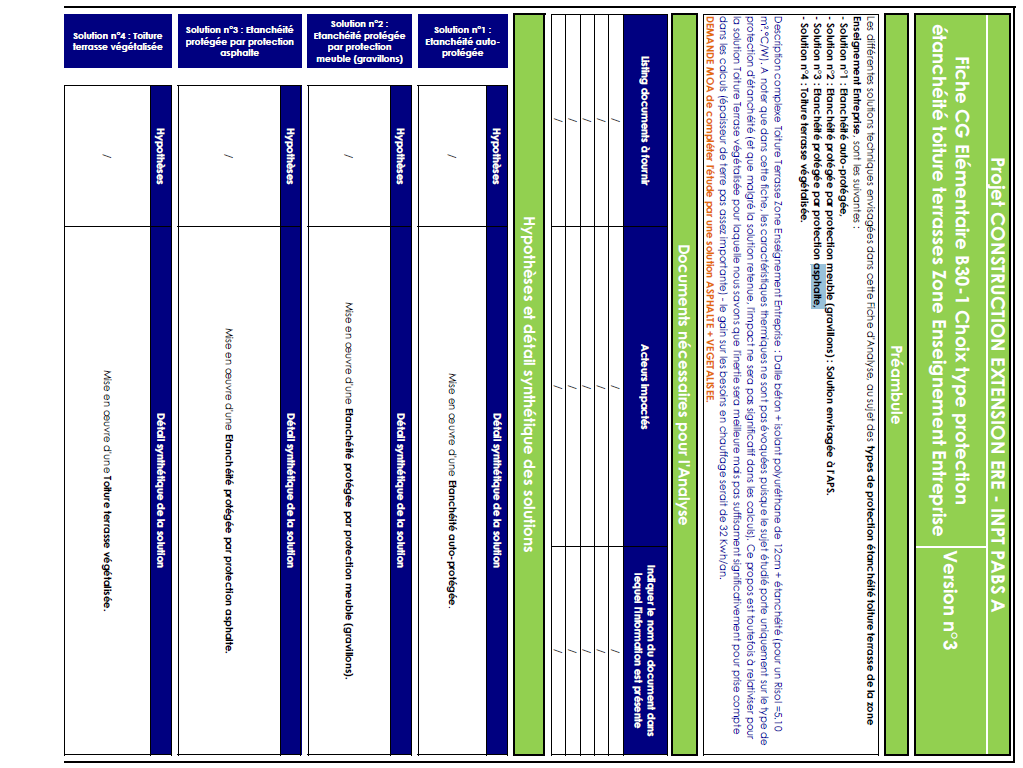 Projet CONSTRUCTION EXTENSION ERE - INPT PABS A
Fiche CG Elémentaire B30-1 Choix type protection
étanchéité toiture terrasses Zone Enseignement Entreprise
Version n°3
Préambule
Les différentes solutions techniques envisagées dans cette Fiche d'Analyse, au sujet des types de protection étanchéité toiture terrasse de la zone
Enseignement Entreprise, sont les suivantes :
- Solution n°1 : Etanchéité auto-protégée,
- Solution n°2 : Etanchéité protégée par protection meuble (gravillons) : Solution envisagée à l'APS.
- Solution n°3 : Etanchéité protégée par protection asphalte,
- Solution n°4 : Toiture terrasse végétalisée.
Description complexe Toiture Terrasse Zone Enseignement Entreprise : Dalle béton + isolant polyuréthane de 12cm + étanchéité (pour un Risol =5.10
m².°C/W). A noter que dans cette fiche, les caractéristiques thermiques ne sont pas évoquées puisque le sujet étudié porte uniquement sur le type de
protection d'étanchéité (et que malgré la solution retenue, l'impact ne sera pas significatif dans les calculs). Ce propos est toutefois à relativiser pour
la solution Toiture Terrase végétalisée pour laquelle nous savons que l'inertie sera meilleure mais pas suffisament significativement pour prise compte
dans les calculs (épaisseur de terre pas assez importante) - le gain sur les besoins en chauffage serait de 32 Kwh/an.
DEMANDE MOA de compléter l'étude par une solution ASPHALTE + VEGETALISEE.
Documents nécessaires pour l'Analyse
Listing documents à fournir
Acteurs Impactés
Indiquer le nom du document dans
lequel l'information est présente
/ / /
/ / /
/ / /
/ / /
/ / /
Hypothèses et détail synthétique des solutions
Solution n°1 :
Etanchéité auto-
protégée
Hypothèses
Détail synthétique de la solution
/
Mise en œuvre d'une Etanchéité auto-protégée.
Solution n°2 :
Etanchéité protégée
par protection
meuble (gravillons)
Hypothèses
Détail synthétique de la solution
/
Mise en œuvre d'une Etanchéité protégée par protection meuble (gravillons).
Solution n°3 : Etanchéité
protégée par protection
asphalte
Hypothèses
Détail synthétique de la solution
/
Mise en œuvre d'une Etanchéité protégée par protection asphalte.
Solution n°4 : Toiture
terrasse végétalisée
Hypothèses
Détail synthétique de la solution
/
Mise en œuvre d'une Toiture terrasse végétalisée.